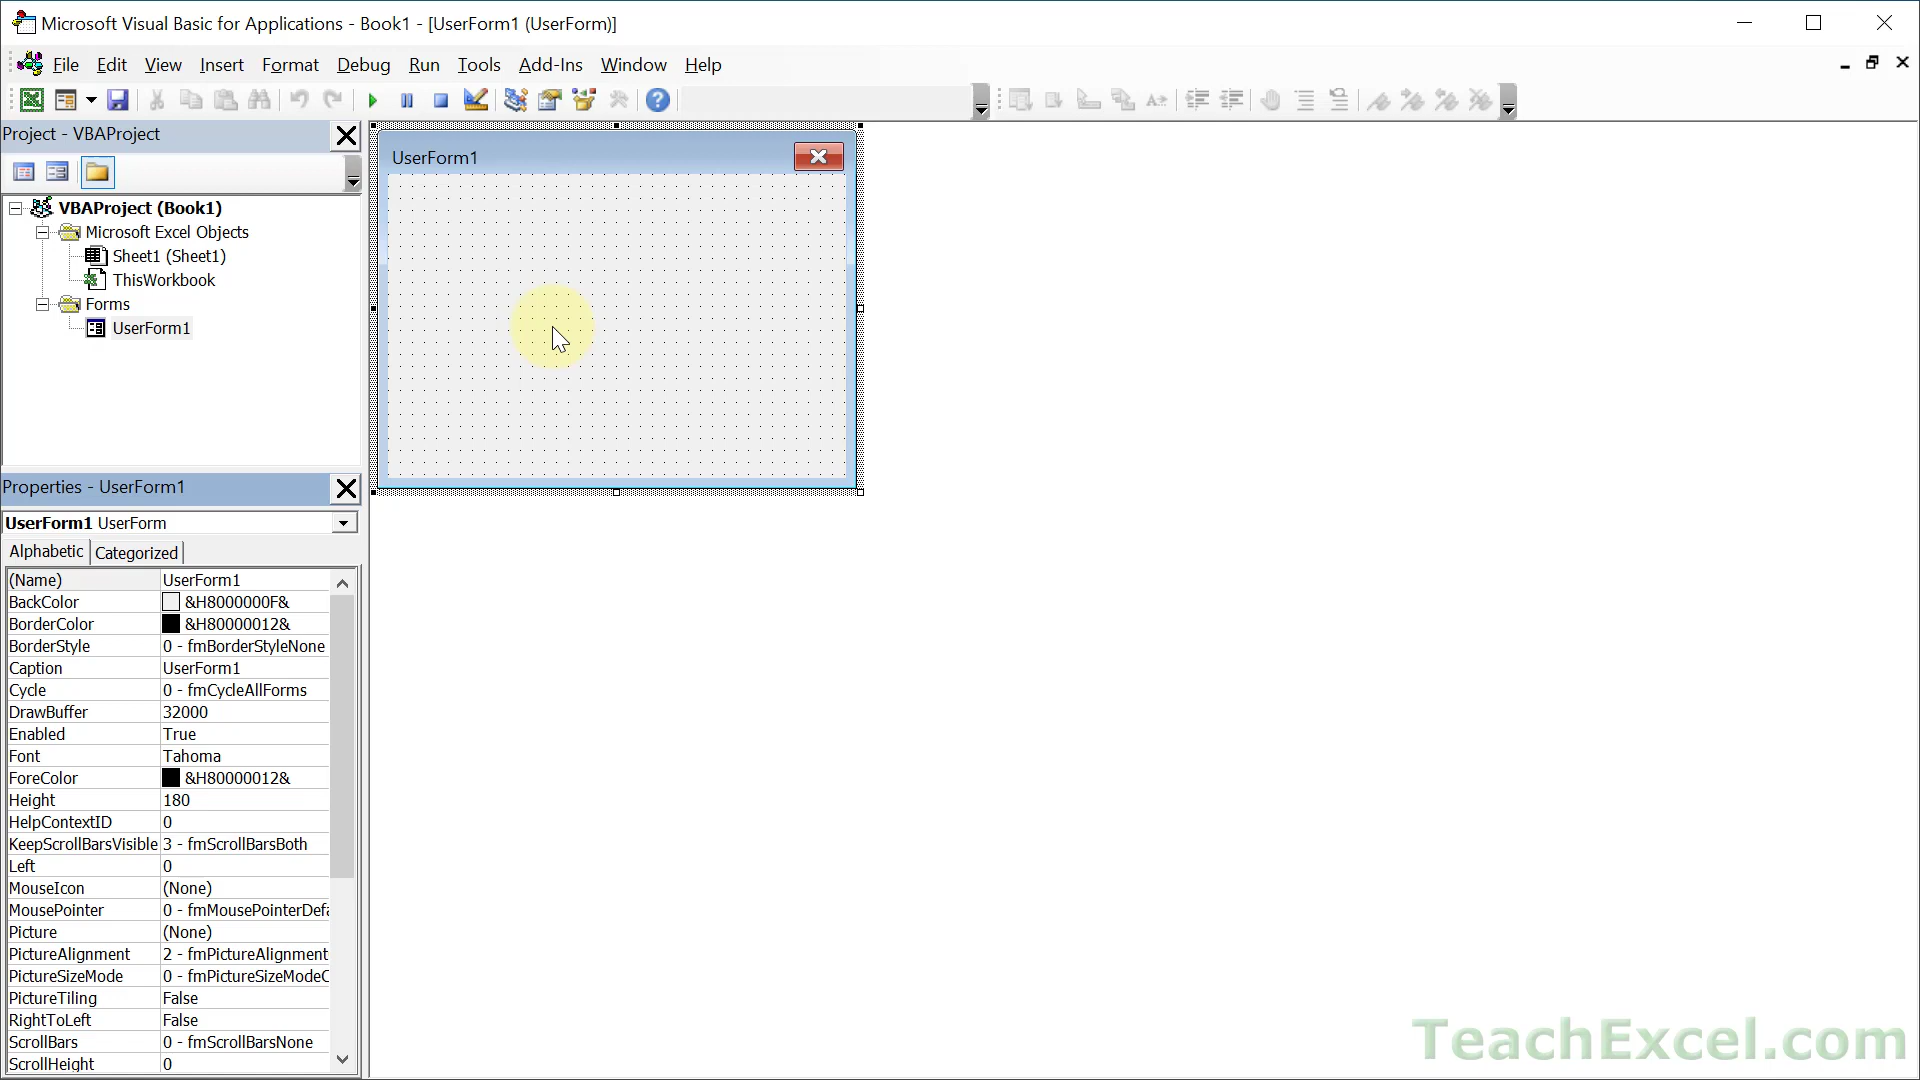 Microsoft Visual Basic for Applications - Book1 - [UserForm1 (UserForm)]
File Edit View Insert Format Debug Run Tools Add-Ins Window Help
Project - VBAProject
VBAProject (Book1)
Microsoft Excel Objects
Sheet1 (Sheet1)
ThisWorkbook
Forms
UserForm1
UserForm1
Properties - UserForm1
UserForm1 UserForm
Alphabetic Categorized
(Name) UserForm1
BackColor &H8000000F&
BorderColor &H80000012&
BorderStyle 0 - fmBorderStyleNone
Caption UserForm1
Cycle 0 - fmCycleAllForms
DrawBuffer 32000
Enabled True
Font Tahoma
ForeColor &H80000012&
Height 180
HelpContextID 0
KeepScrollBarsVisible 3 - fmScrollBarsBoth
Left 0
MouseIcon (None)
MousePointer 0 - fmMousePointerDefa
Picture (None)
PictureAlignment 2 - fmPictureAlignment
PictureSizeMode 0 - fmPictureSizeModeC
PictureTiling False
RightToLeft False
ScrollBars 0 - fmScrollBarsNone
ScrollHeight 0
TeachExcel.com